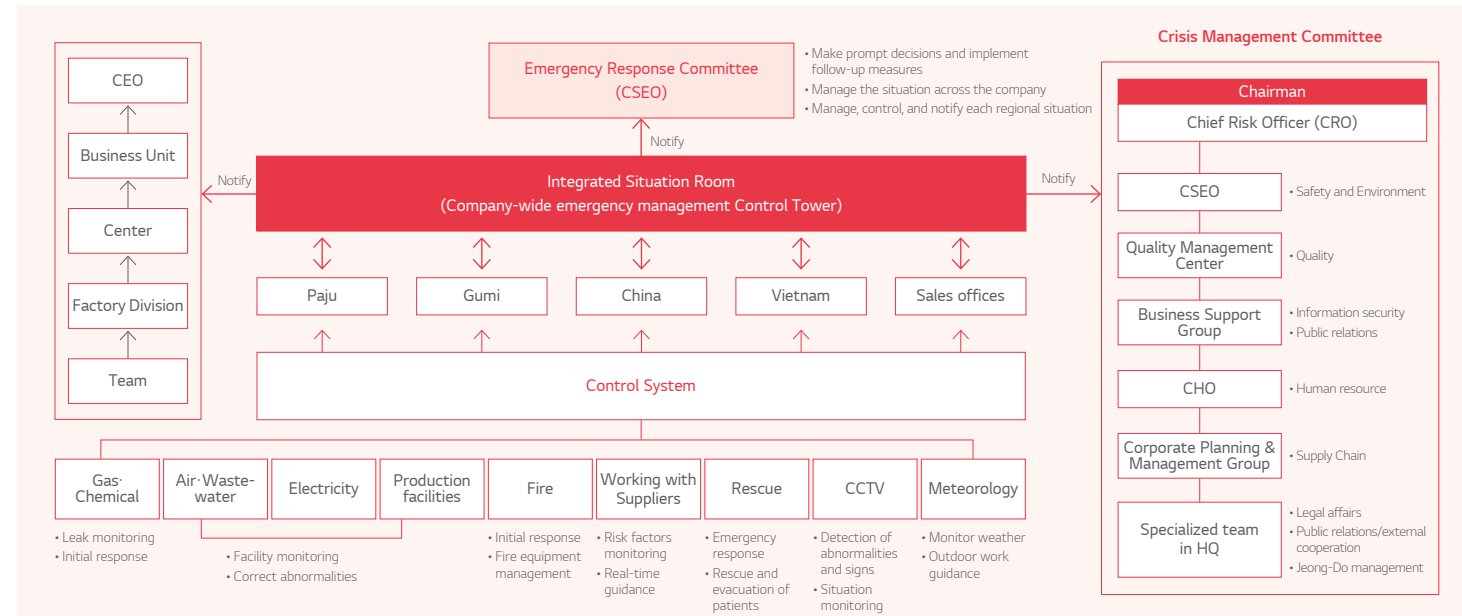 Crisis Management Committee
CEO
Business Unit
Center
Factory Division
Team
Emergency Response Committee
(CSEO)
• Make prompt decisions and implement
follow-up measures
• Manage the situation across the company
• Manage, control, and notify each regional situation
Notify
Notify
Notify
Integrated Situation Room
(Company-wide emergency management Control Tower)
Paju
Gumi
China
Vietnam
Sales offices
Control System
Gas·
Chemical
• Leak monitoring
• Initial response
Air·Waste-
water
Electricity
Production
facilities
• Facility monitoring
• Correct abnormalities
Fire
• Initial response
• Fire equipment
management
Working with
Suppliers
• Risk factors
monitoring
• Real-time
guidance
Rescue
• Emergency
response
• Rescue and
evacuation of
patients
CCTV
• Detection of
abnormalities
and signs
• Situation
monitoring
Meteorology
• Monitor weather
• Outdoor work
guidance
Chairman
Chief Risk Officer (CRO)
CSEO
• Safety and Environment
Quality Management
Center
• Quality
Business Support
Group
• Information security
• Public relations
CHO
• Human resource
Corporate Planning &
Management Group
• Supply Chain
Specialized team
in HQ
• Legal affairs
• Public relations/external
cooperation
• Jeong-Do management